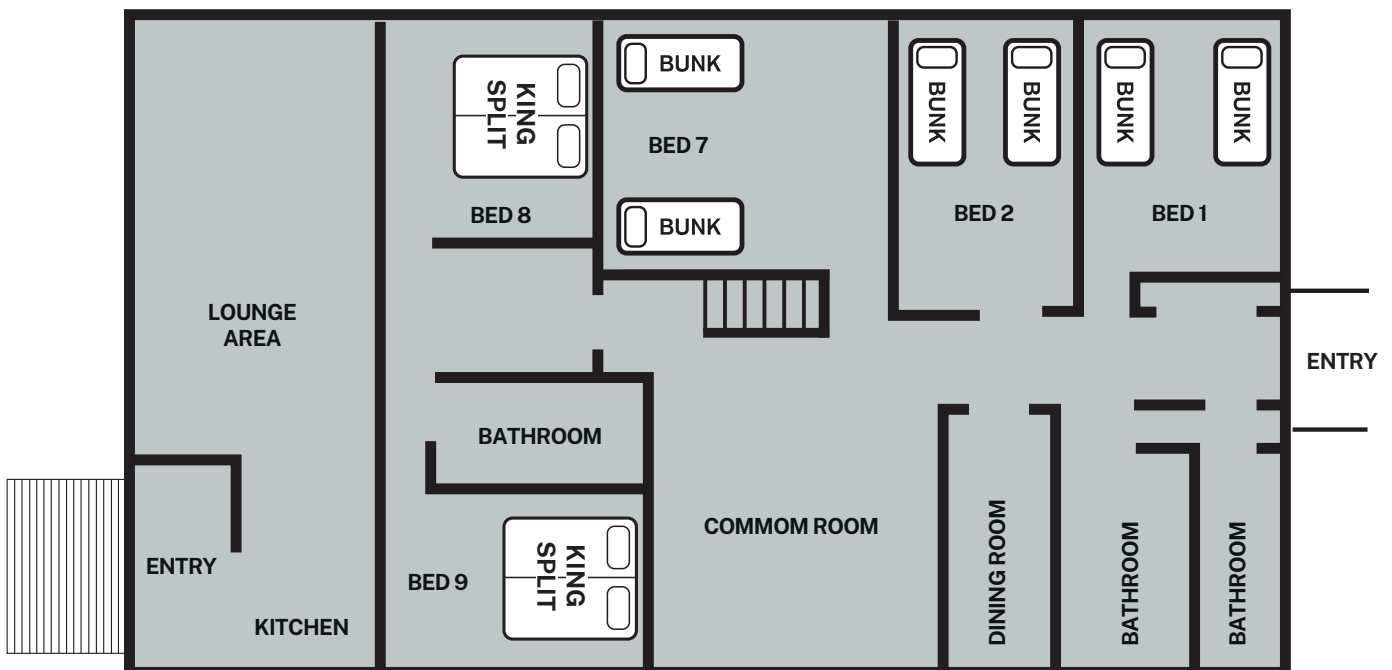 KING
SPLIT
BUNK
BUNK
BUNK
BUNK
BUNK
BED 7
BED 8
BUNK
BED 2
BED 1
LOUNGE
AREA
ENTRY
BATHROOM
COMMOM ROOM
ENTRY
BED 9
KING
SPLIT
KITCHEN
DINING ROOM
BATHROOM
BATHROOM